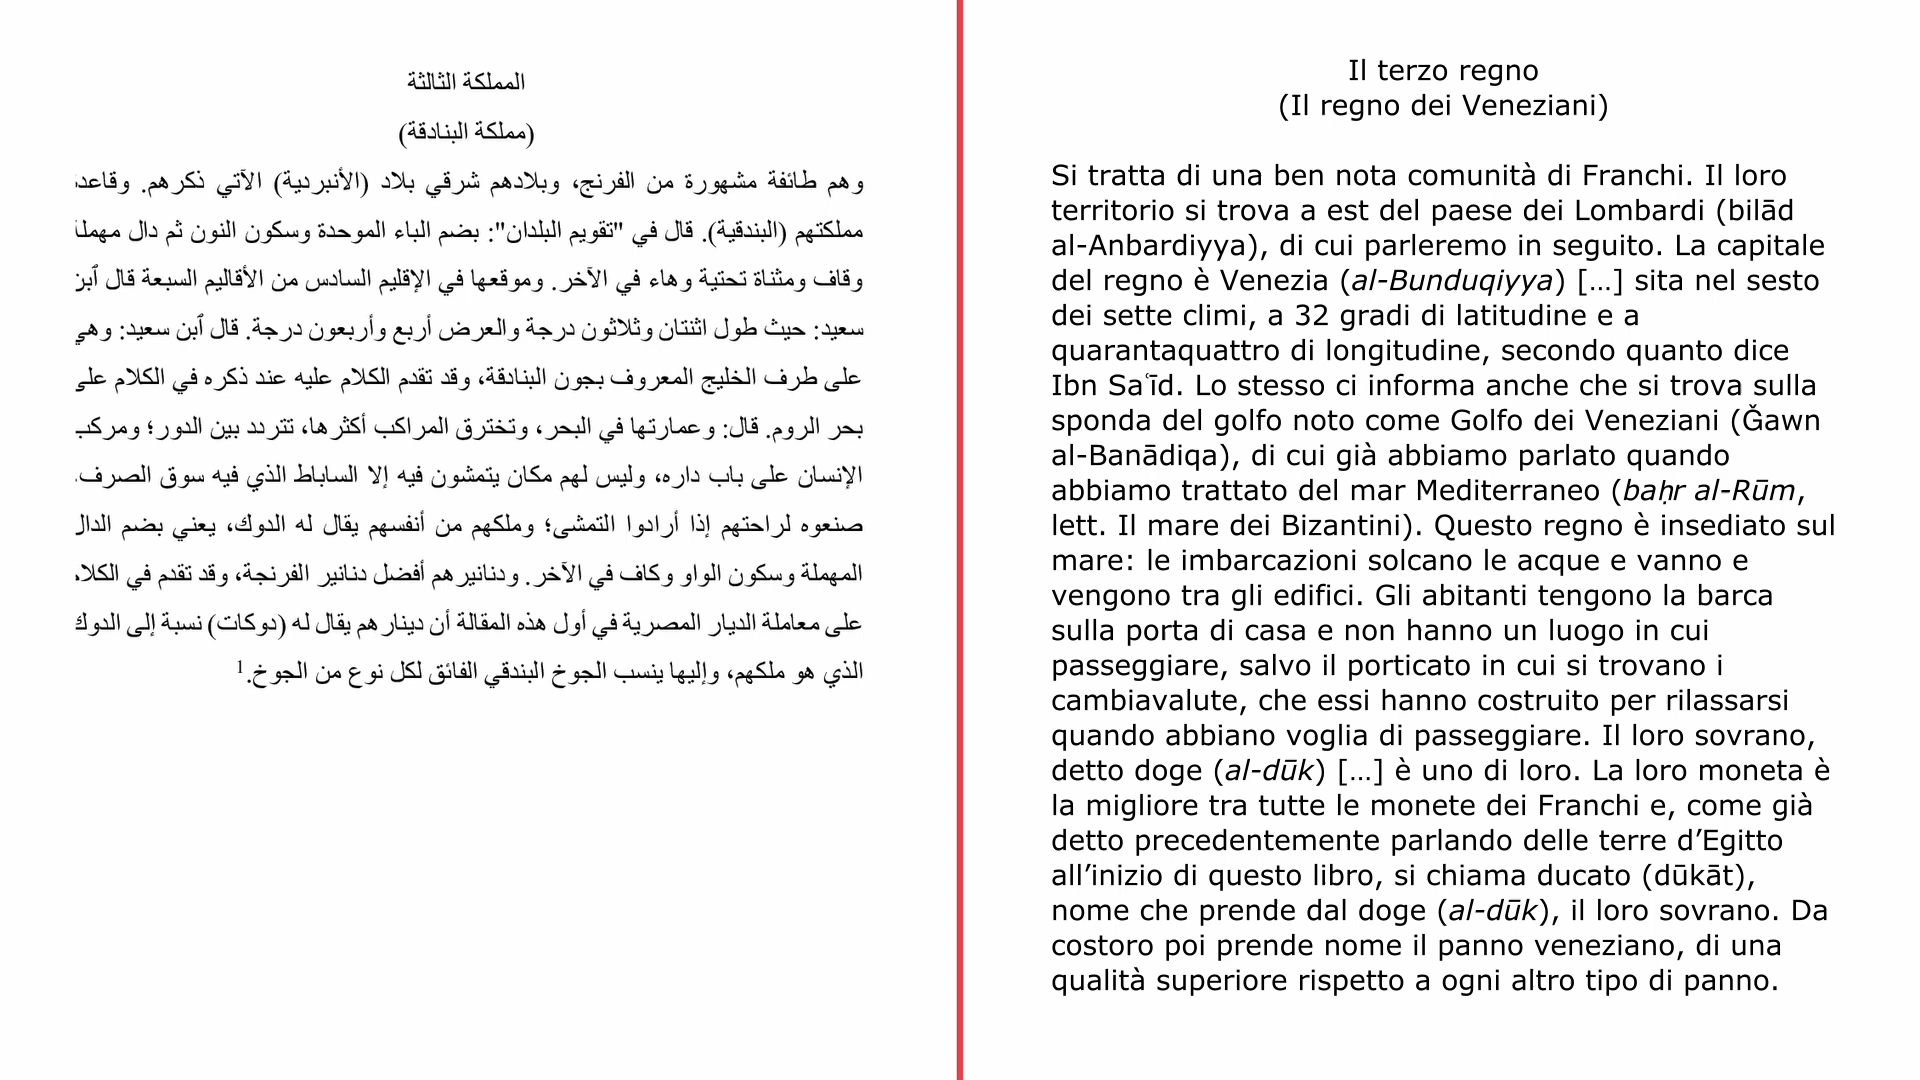 المملكة الثالثة
(مملكة البنادقة)
وهم طائفة مشهورة من الفرنج، وبلادهم شرقي بلاد (الأنبردية) الآتي ذكرهم. وقاعد
مملكتهم (البندقية). قال في "تقويم البلدان": بضم الباء الموحدة وسكون النون ثم دال مهمل
وقاف ومثناة تحتية وهاء في الآخر. وموقعها في الإقليم السادس من الأقاليم السبعة قال ٱبن
سعيد: حيث طول اثنتان وثلاثون درجة والعرض أربع وأربعون درجة. قال ٱبن سعيد: وهي
على طرف الخليج المعروف بجون البنادقة، وقد تقدم الكلام عليه عند ذكره في الكلام على
بحر الروم. قال: وعمارتها في البحر، وتخترق المراكب أكثرها، تتردد بين الدور؛ ومركب
الإنسان على باب داره، وليس لهم مكان يتمشون فيه إلا الساباط الذي فيه سوق الصرف.
صنعوه لراحتهم إذا أرادوا التمشى؛ وملكهم من أنفسهم يقال له الدوك، يعني بضم الدال
المهملة وسكون الواو وكاف في الآخر. ودنانيرهم أفضل دنانير الفرنجة، وقد تقدم في الكلا
على معاملة الديار المصرية في أول هذه المقالة أن دينارهم يقال له (دوكات) نسبة إلى الدوك
الذي هو ملكهم، وإليها ينسب الجوخ البندقي الفائق لكل نوع من الجوخ.1
Il terzo regno
(Il regno dei Veneziani)
Si tratta di una ben nota comunità di Franchi. Il loro
territorio si trova a est del paese dei Lombardi (bilād
al-Anbardiyya), di cui parleremo in seguito. La capitale
del regno è Venezia (al-Bunduqiyya) […] sita nel sesto
dei sette climi, a 32 gradi di latitudine e a
quarantaquattro di longitudine, secondo quanto dice
Ibn Saʿīd. Lo stesso ci informa anche che si trova sulla
sponda del golfo noto come Golfo dei Veneziani (Ǧawn
al-Banādiqa), di cui già abbiamo parlato quando
abbiamo trattato del mar Mediterraneo (baḥr al-Rūm,
lett. Il mare dei Bizantini). Questo regno è insediato sul
mare: le imbarcazioni solcano le acque e vanno e
vengono tra gli edifici. Gli abitanti tengono la barca
sulla porta di casa e non hanno un luogo in cui
passeggiare, salvo il porticato in cui si trovano i
cambiavalute, che essi hanno costruito per rilassarsi
quando abbiano voglia di passeggiare. Il loro sovrano,
detto doge (al-dūk) […] è uno di loro. La loro moneta è
la migliore tra tutte le monete dei Franchi e, come già
detto precedentemente parlando delle terre d’Egitto
all’inizio di questo libro, si chiama ducato (dūkāt),
nome che prende dal doge (al-dūk), il loro sovrano. Da
costoro poi prende nome il panno veneziano, di una
qualità superiore rispetto a ogni altro tipo di panno.